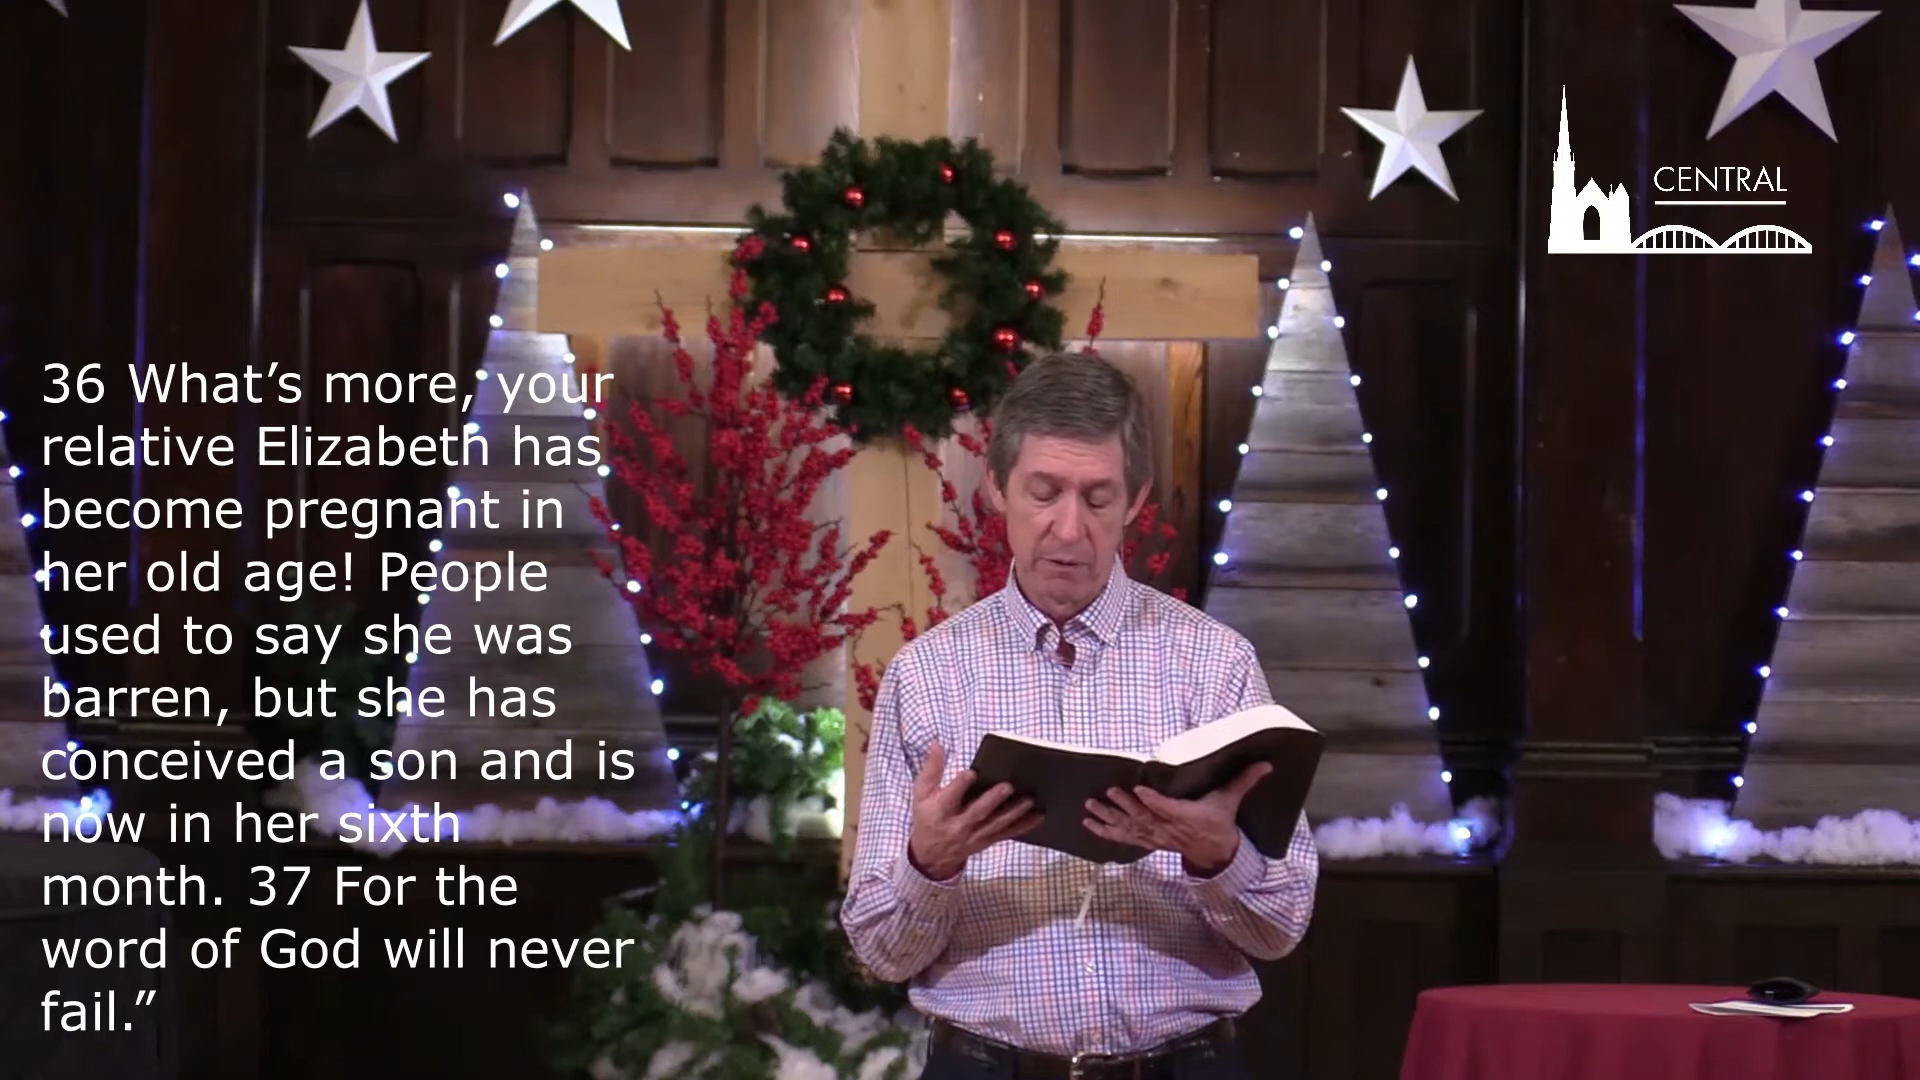 CENTRAL
36 What’s more, your
relative Elizabeth has
become pregnant in
her old age! People
used to say she was
barren, but she has
conceived a son and is
now in her sixth
month. 37 For the
word of God will never
fail.”